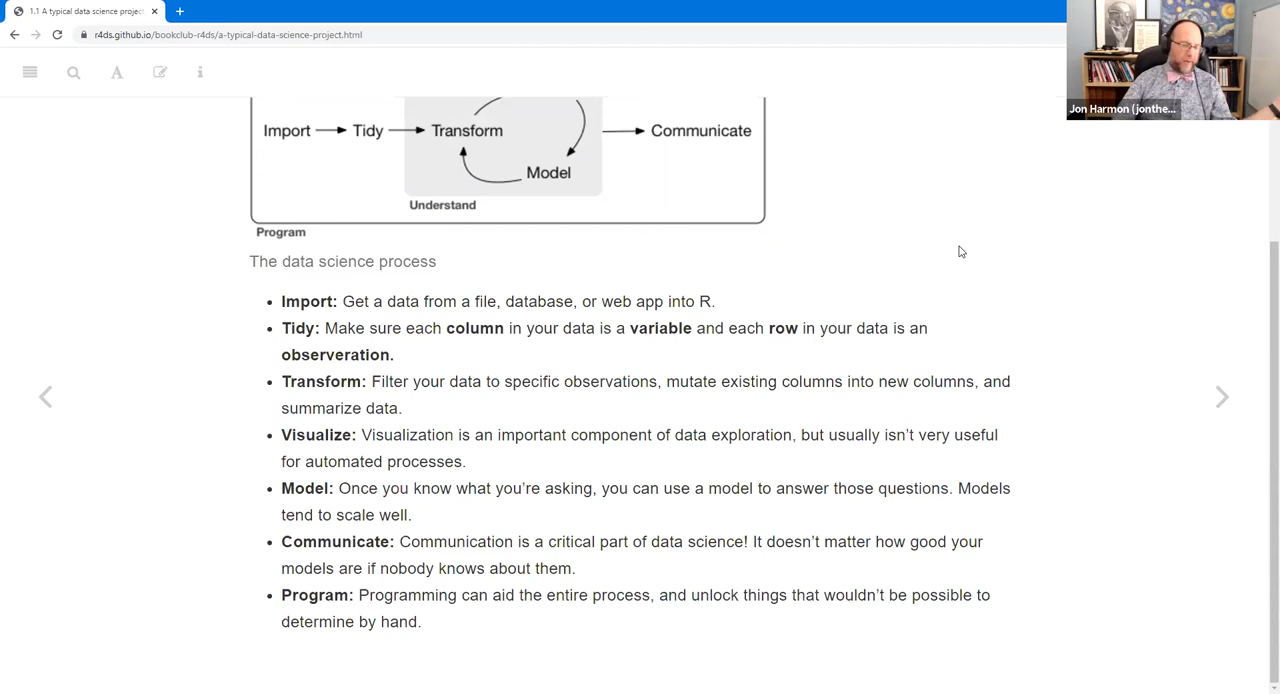 1.1 A typical data science projec
r4ds.github.io/bookclub-r4ds/a-typical-data-science-project.html
Jon Harmon (jonthe...
Import
Tidy
Transform
Communicate
Model
Understand
Program
The data science process
Import: Get a data from a file, database, or web app into R.
Tidy: Make sure each column in your data is a variable and each row in your data is an
observeration.
Transform: Filter your data to specific observations, mutate existing columns into new columns, and
summarize data.
Visualize: Visualization is an important component of data exploration, but usually isn't very useful
for automated processes.
Model: Once you know what you're asking, you can use a model to answer those questions. Models
tend to scale well.
Communicate: Communication is a critical part of data science! It doesn't matter how good your
models are if nobody knows about them.
Program: Programming can aid the entire process, and unlock things that wouldn't be possible to
determine by hand.